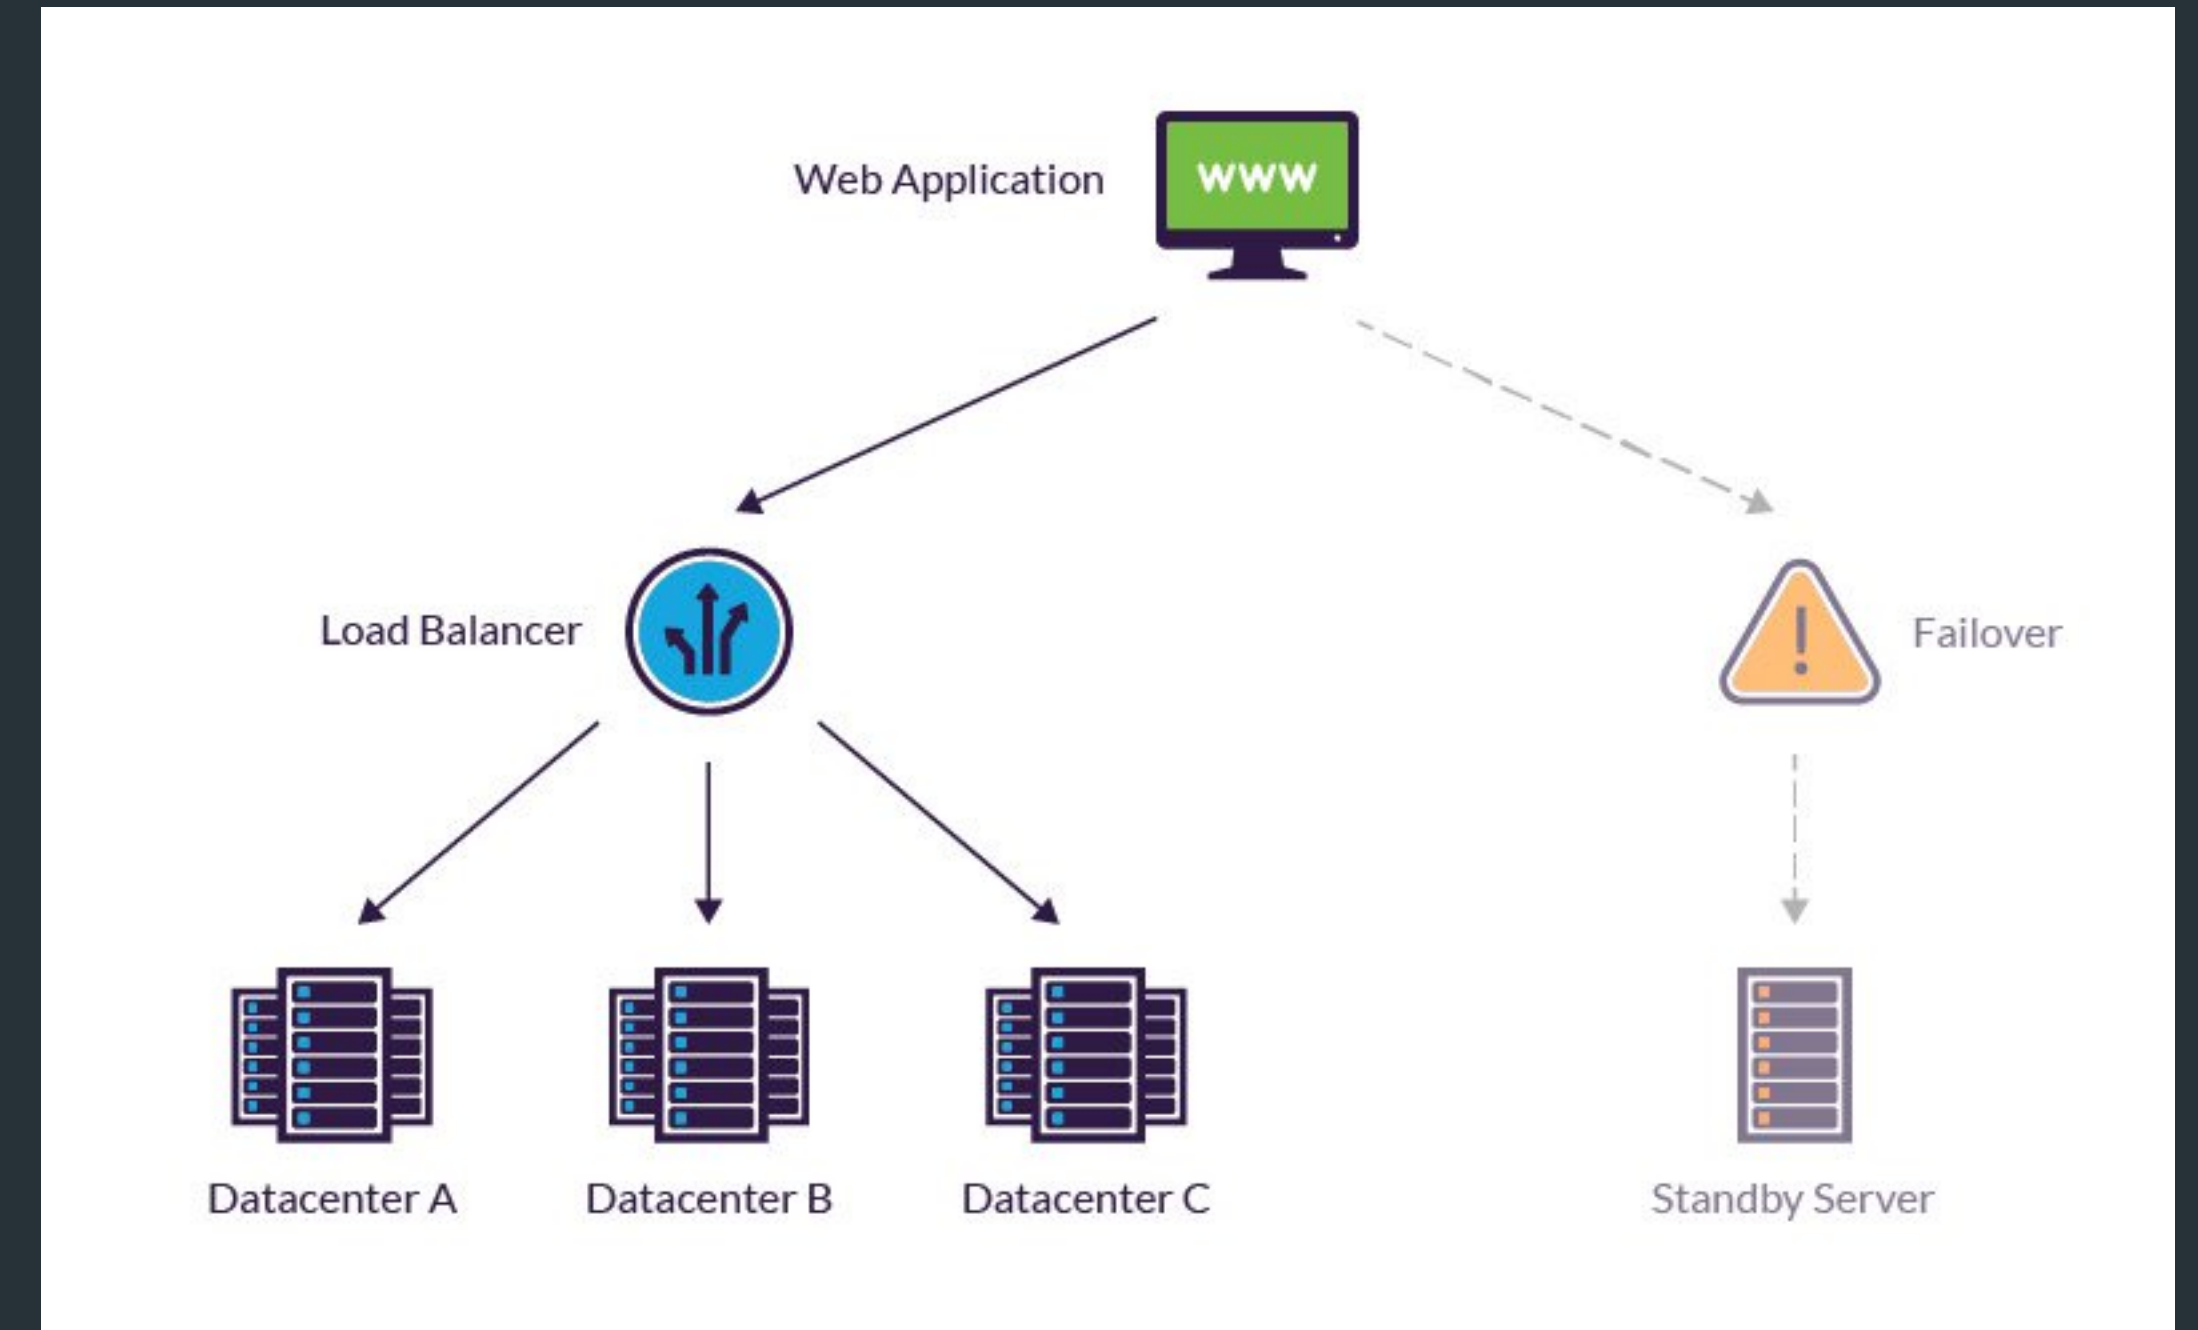 Web Application
www
Load Balancer
Failover
Datacenter A
Datacenter B
Datacenter C
Standby Server